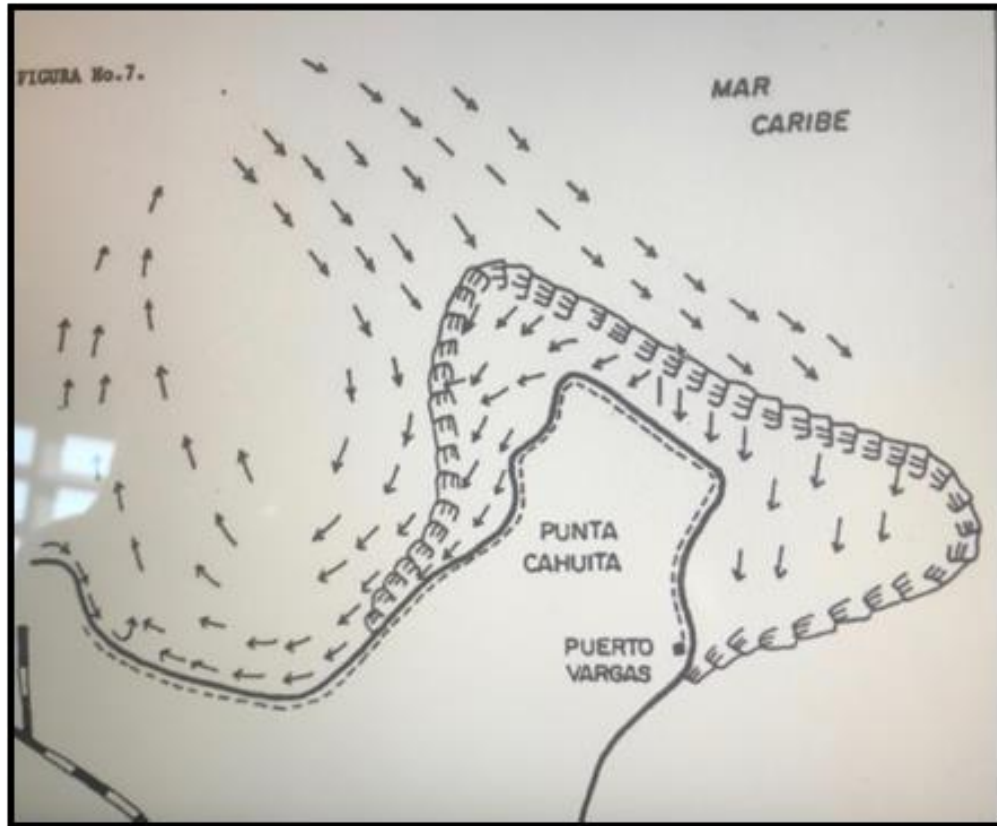 FIGURA No.7.
MAR
CARIBE
PUNTA
CAHUITA
PUERTO
VARGAS